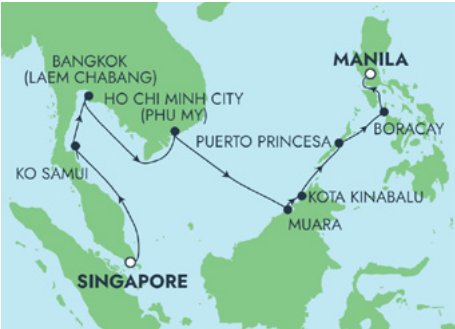 BANGKOK
(LAEM CHABANG)
HO CHI MINH CITY
(PHU MY)
MANILA
BORACAY
PUERTO PRINCESA
KO SAMUI
KOTA KINABALU
MUARA
SINGAPORE